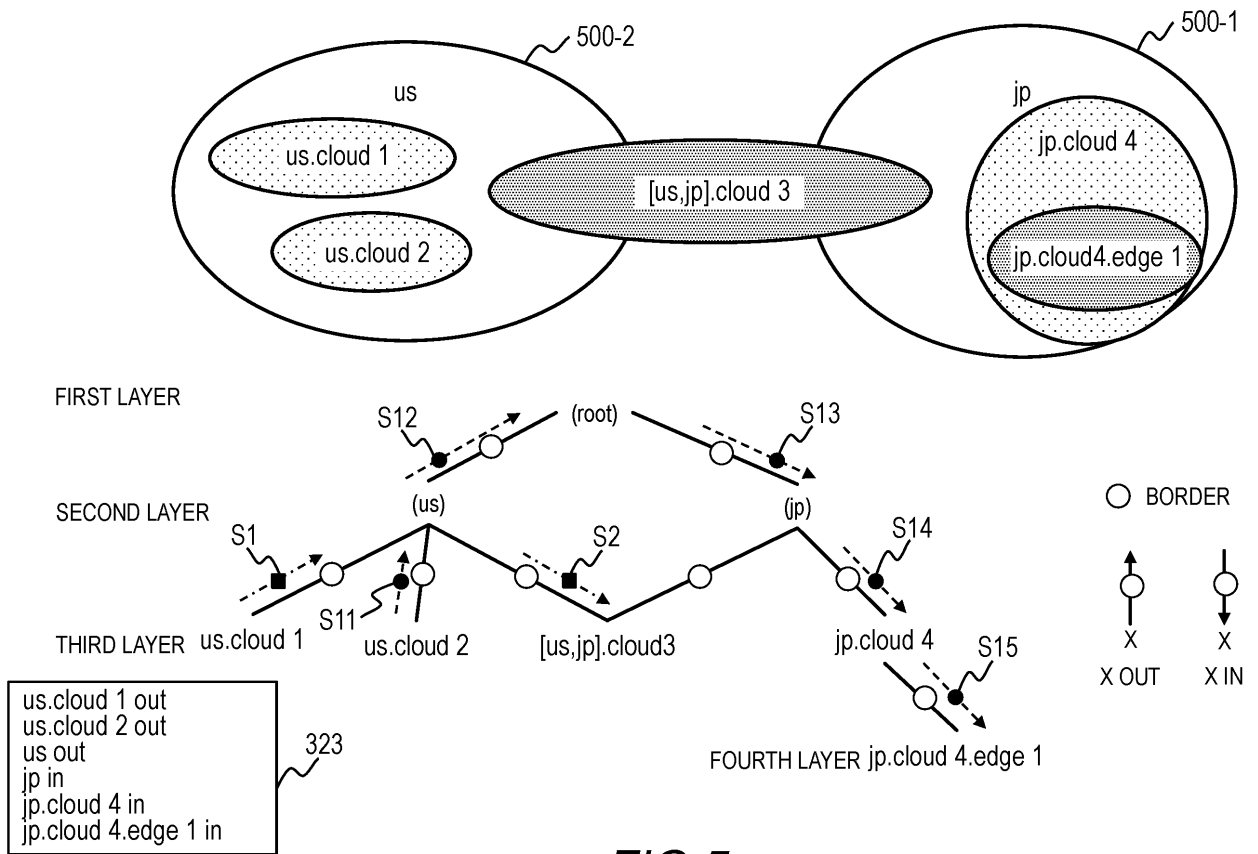 500-2
500-1
us
jp
us.cloud 1
jp.cloud 4
[us,jp].cloud 3
us.cloud 2
jp.cloud4.edge 1
FIRST LAYER
S12
(root)
S13
SECOND LAYER
(us)
(jp)
BORDER
S1
S2
S14
S11
THIRD LAYER
us.cloud 1
us.cloud 2
[us,jp].cloud3
jp.cloud 4
S15
X
X
X OUT
X IN
us.cloud 1 out
us.cloud 2 out
us out
jp in
jp.cloud 4 in
jp.cloud 4.edge 1 in
323
FOURTH LAYER jp.cloud 4.edge 1